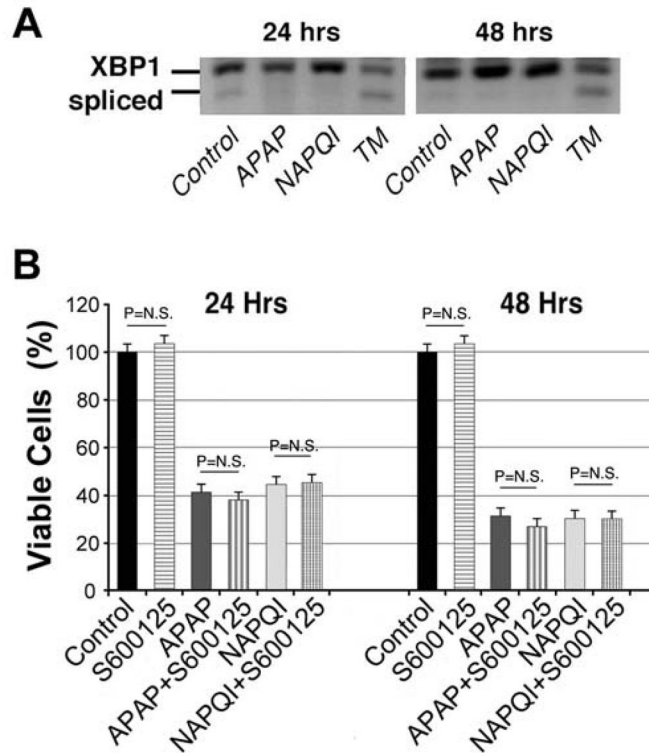 A
24 hrs
48 hrs
XBP1
spliced
Control
APAP
NAPQI
TM
Control
APAP
NAPQI
TM
B
24 Hrs
48 Hrs
Viable Cells (%)
120
100
80
60
40
20
0
P=N.S.
P=N.S.
P=N.S.
P=N.S.
P=N.S.
P=N.S.
Control
S600125
APAP
APAP+S600125
NAPQI
NAPQI+S600125
Control
S600125
APAP
APAP+S600125
NAPQI
NAPQI+S600125